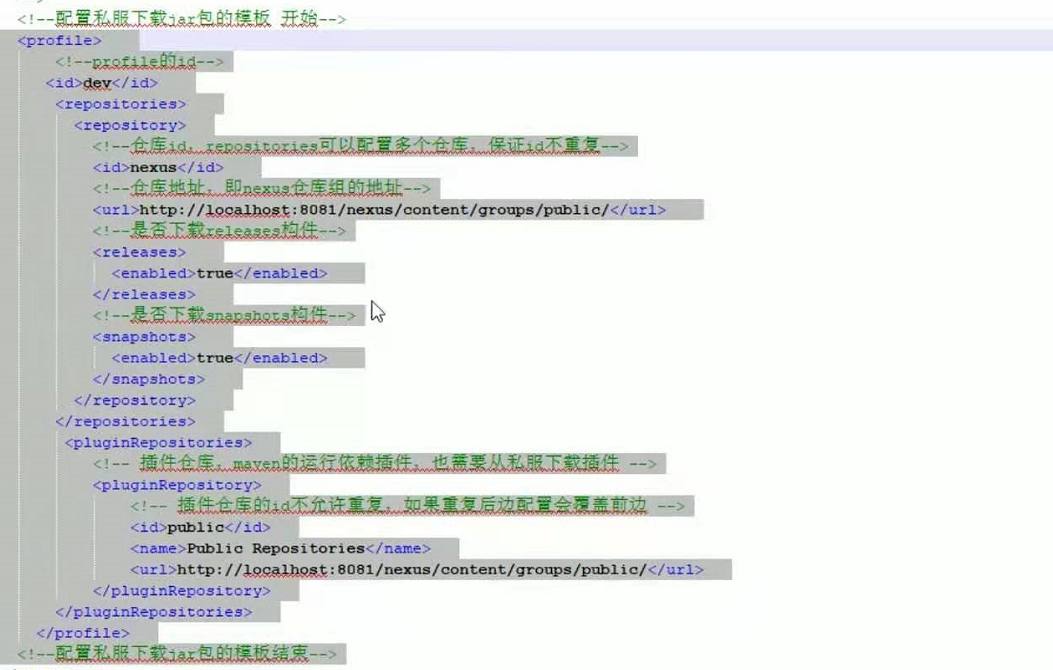 <!--配置私服下载jar包的模板 开始-->
<profile>
<!--profile的id-->
<id>dev</id>
<repositories>
<repository>
<!--仓库id，repositories可以配置多个仓库，保证id不重复-->
<id>nexus</id>
<!--仓库地址，即nexus仓库组的地址-->
<url>http://localhost:8081/nexus/content/groups/public/</url>
<!--是否下载releases构件-->
<releases>
<enabled>true</enabled>
</releases>
<!--是否下载snapshots构件-->
<snapshots>
<enabled>true</enabled>
</snapshots>
</repository>
</repositories>
<pluginRepositories>
<!-- 插件仓库，maven的运行依赖插件，也需要从私服下载插件 -->
<pluginRepository>
<!-- 插件仓库的id不允许重复，如果重复后边配置会覆盖前边 -->
<id>public</id>
<name>Public Repositories</name>
<url>http://localhost:8081/nexus/content/groups/public/</url>
</pluginRepository>
</pluginRepositories>
</profile>
<!--配置私服下载jar包的模板结束-->